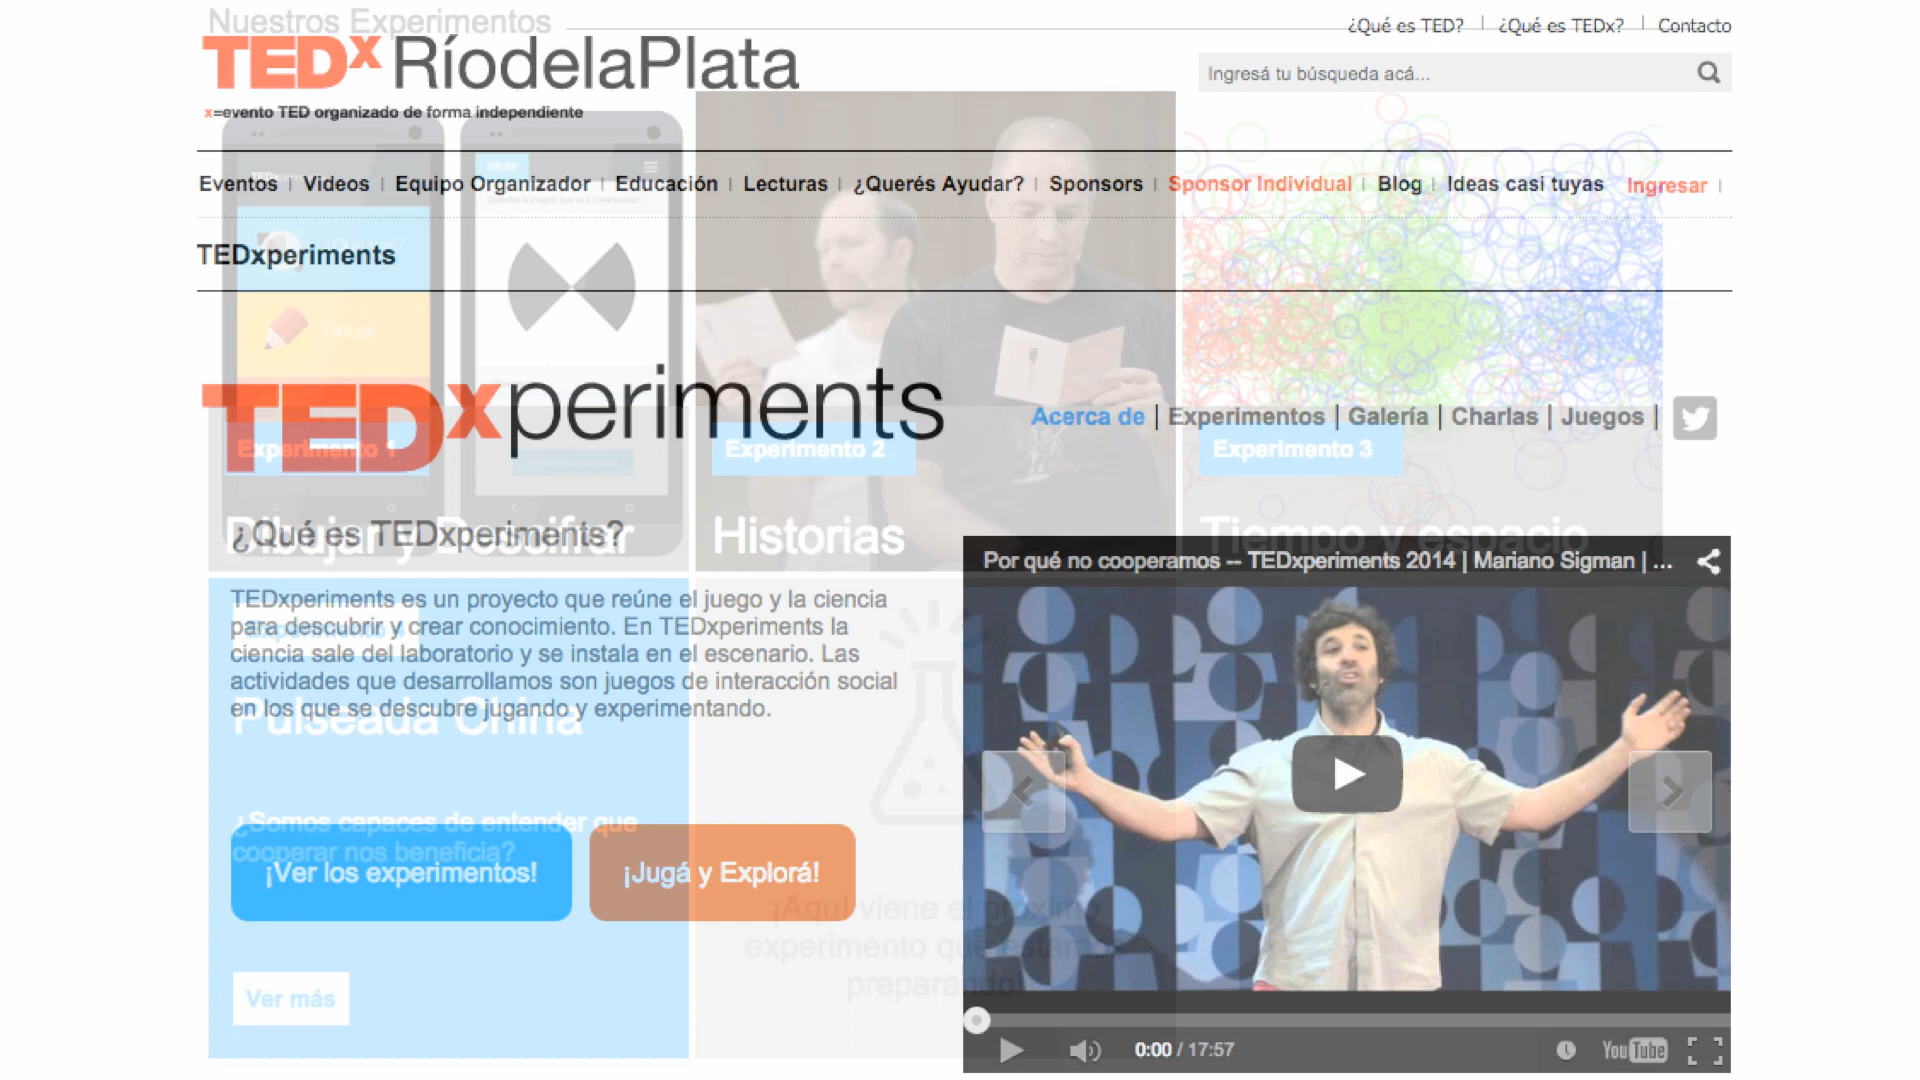 Nuestros Experimentos
¿Qué es TED? ¿Qué es TEDx? Contacto
TEDx RíodelaPlata
Ingresá tu búsqueda acá...
x=evento TED organizado de forma independiente
Eventos Videos Equipo Organizador Educación Lecturas ¿Querés Ayudar? Sponsors Sponsor Individual Blog Ideas casi tuyas Ingresar
TEDxperiments
Dibujar
TEDxperiments
Acerca de | Experimentos | Galería | Charlas | Juegos |
Experimento 1
Experimento 2
Experimento 3
¿Qué es TEDxperiments?
Dibujar y Descifrar
Historias
Tiempo y espacio
Por qué no cooperamos -- TEDxperiments 2014 | Mariano Sigman | ...
TEDxperiments es un proyecto que reúne el juego y la ciencia
para descubrir y crear conocimiento. En TEDxperiments la
ciencia sale del laboratorio y se instala en el escenario. Las
actividades que desarrollamos son juegos de interacción social
en los que se descubre jugando y experimentando.
Pulseada China
¿Somos capaces de entender que
cooperar nos beneficia?
¡Ver los experimentos!
¡Jugá y Explorá!
¡Aquí viene el próximo
experimento que estamos
preparando!
Ver más
0:00 / 17:57
YouTube